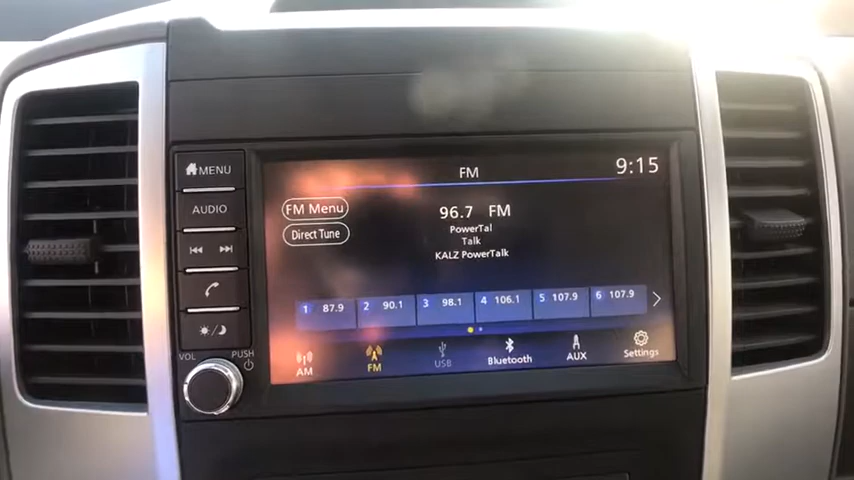 MENU
AUDIO
VOL
PUSH
FM
9:15
FM Menu
Direct Tune
96.7 FM
PowerTal
Talk
KALZ PowerTalk
1 87.9
2 90.1
3 98.1
4 106.1
5 107.9
6 107.9
AM
FM
USB
Bluetooth
AUX
Settings